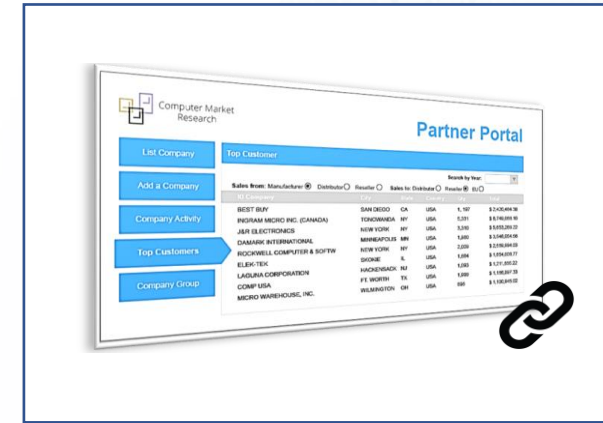 Computer Market
Research
Partner Portal
List Company
Add a Company
Company Activity
Top Customers
Company Group
Top Customer
Search by Year:
Sales from: Manufacturer Distributor Reseller Sales to: Distributor Reseller EU
City State Country
BEST BUY SAN DIEGO CA USA
INGRAM MICRO INC. (CANADA) TONOWANDA NY USA
J&R ELECTRONICS NEW YORK NY USA
DAMARK INTERNATIONAL MINNEAPOLIS MN USA
ROCKWELL COMPUTER & SOFTW NEW YORK NY USA
ELEK-TEK SKOKIE IL USA
LAGUNA CORPORATION HACKENSACK NJ USA
COMP USA FT. WORTH TX USA
MICRO WAREHOUSE, INC. WILMINGTON OH USA